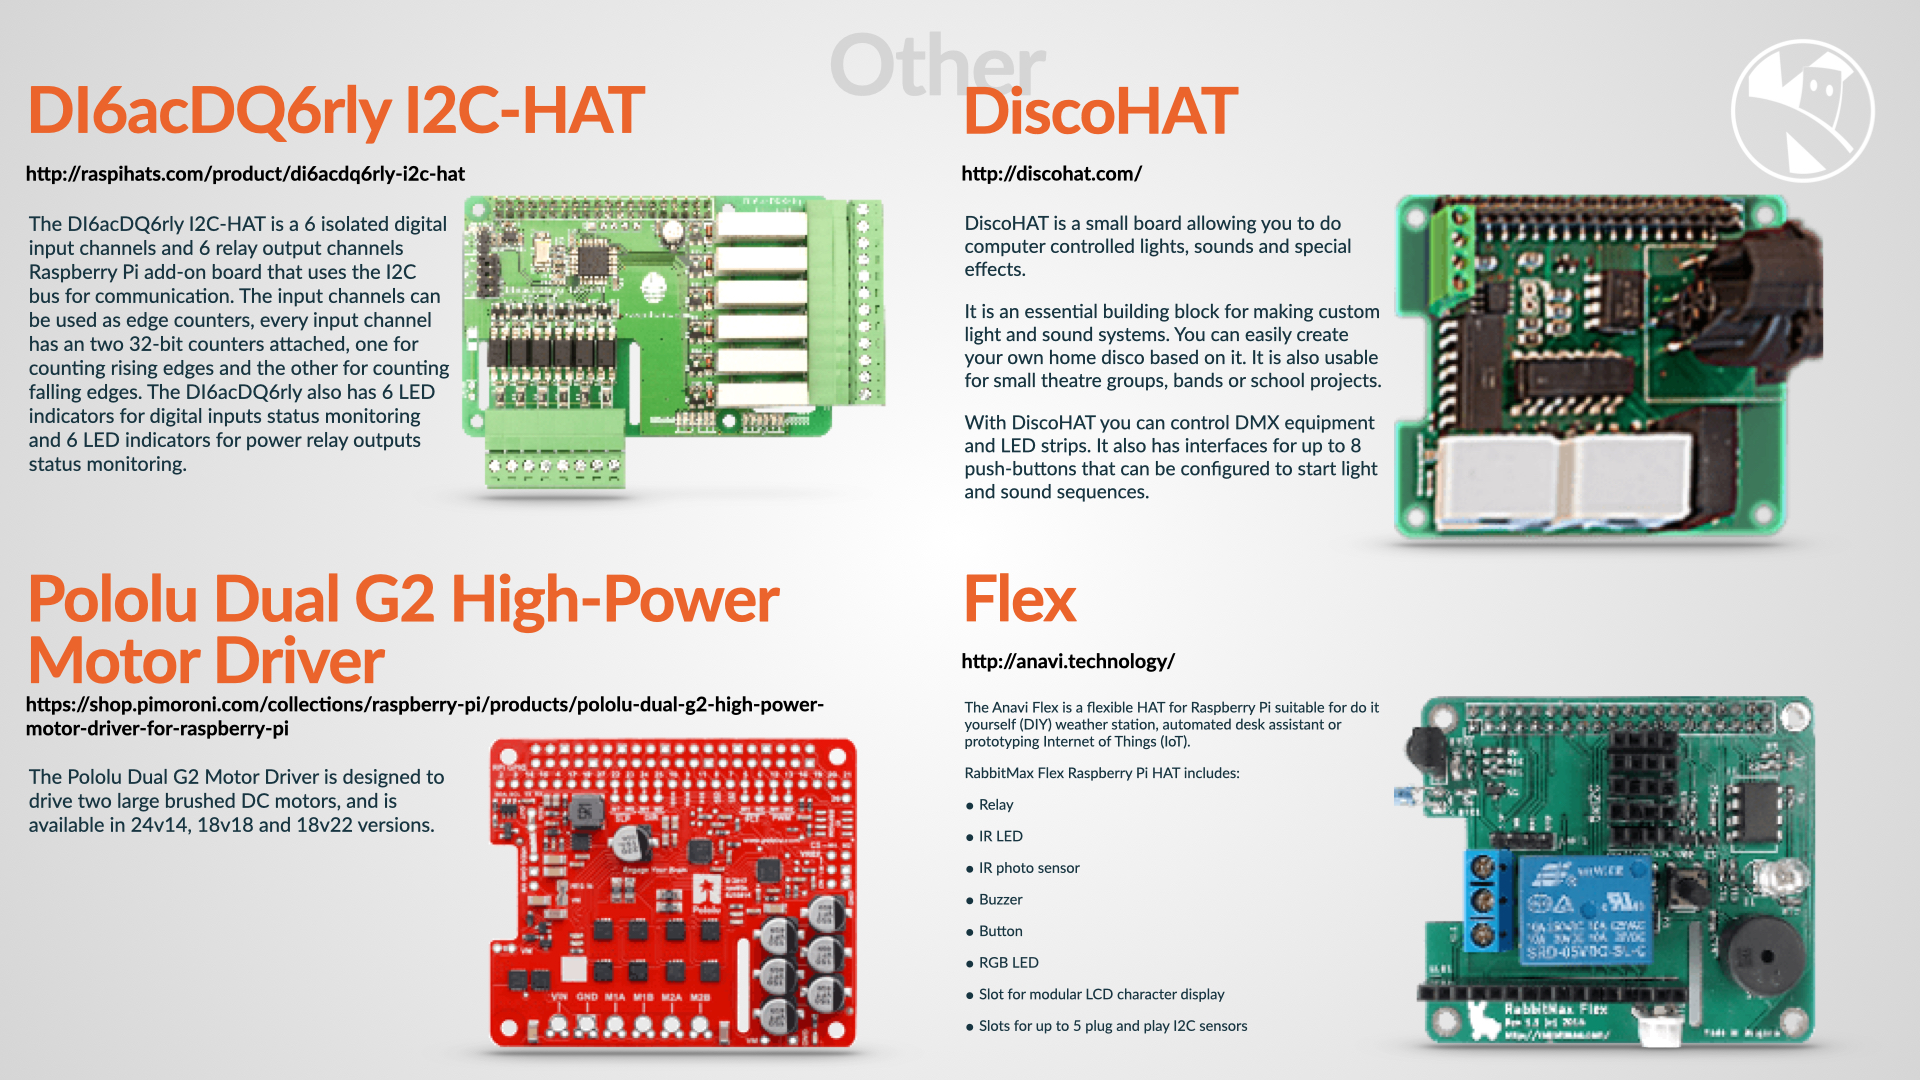 Other
DI6acDQ6rly I2C-HAT
http://raspihats.com/product/di6acdq6rly-i2c-hat
The DI6acDQ6rly I2C-HAT is a 6 isolated digital
input channels and 6 relay output channels
Raspberry Pi add-on board that uses the I2C
bus for communication. The input channels can
be used as edge counters, every input channel
has an two 32-bit counters attached, one for
counting rising edges and the other for counting
falling edges. The DI6acDQ6rly also has 6 LED
indicators for digital inputs status monitoring
and 6 LED indicators for power relay outputs
status monitoring.
DiscoHAT
http://discohat.com/
DiscoHAT is a small board allowing you to do
computer controlled lights, sounds and special
effects.
It is an essential building block for making custom
light and sound systems. You can easily create
your own home disco based on it. It is also usable
for small theatre groups, bands or school projects.
With DiscoHAT you can control DMX equipment
and LED strips. It also has interfaces for up to 8
push-buttons that can be configured to start light
and sound sequences.
Pololu Dual G2 High-Power
Motor Driver
https://shop.pimoroni.com/collections/raspberry-pi/products/pololu-dual-g2-high-power-
motor-driver-for-raspberry-pi
The Pololu Dual G2 Motor Driver is designed to
drive two large brushed DC motors, and is
available in 24v14, 18v18 and 18v22 versions.
Engage Your Brain
Pololu
VIN GND M1A M1B M2A M2B
Flex
http://anavi.technology/
The Anavi Flex is a flexible HAT for Raspberry Pi suitable for do it
yourself (DIY) weather station, automated desk assistant or
prototyping Internet of Things (IoT).
RabbitMax Flex Raspberry Pi HAT includes:
● Relay
● IR LED
● IR photo sensor
● Buzzer
● Button
● RGB LED
● Slot for modular LCD character display
● Slots for up to 5 plug and play I2C sensors
SRD-05VDC-SL-C
RabbitMax Flex